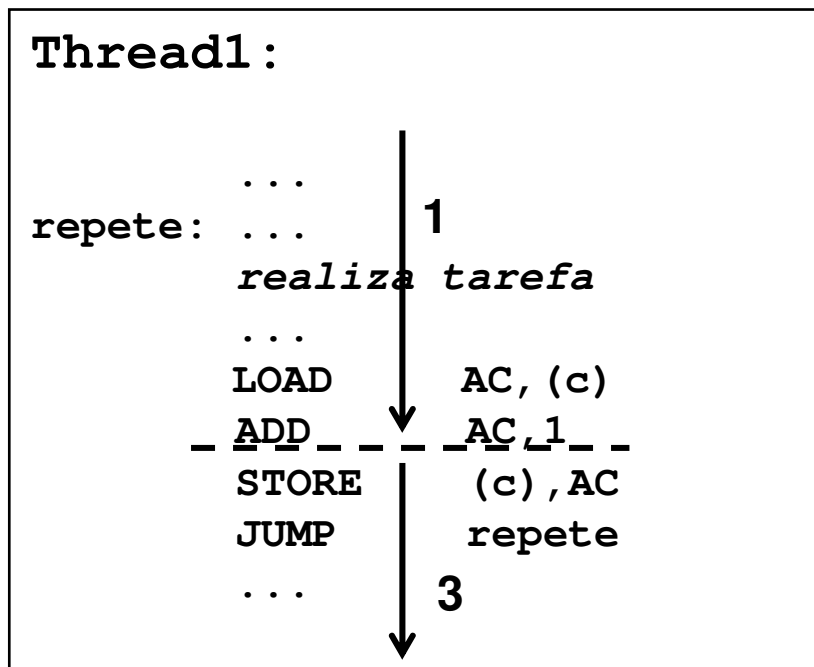 Thread1:
...
repete: ...
1
realiza tarefa
...
LOAD AC,(c)
ADD AC,1
STORE (c),AC
JUMP repete
... 3